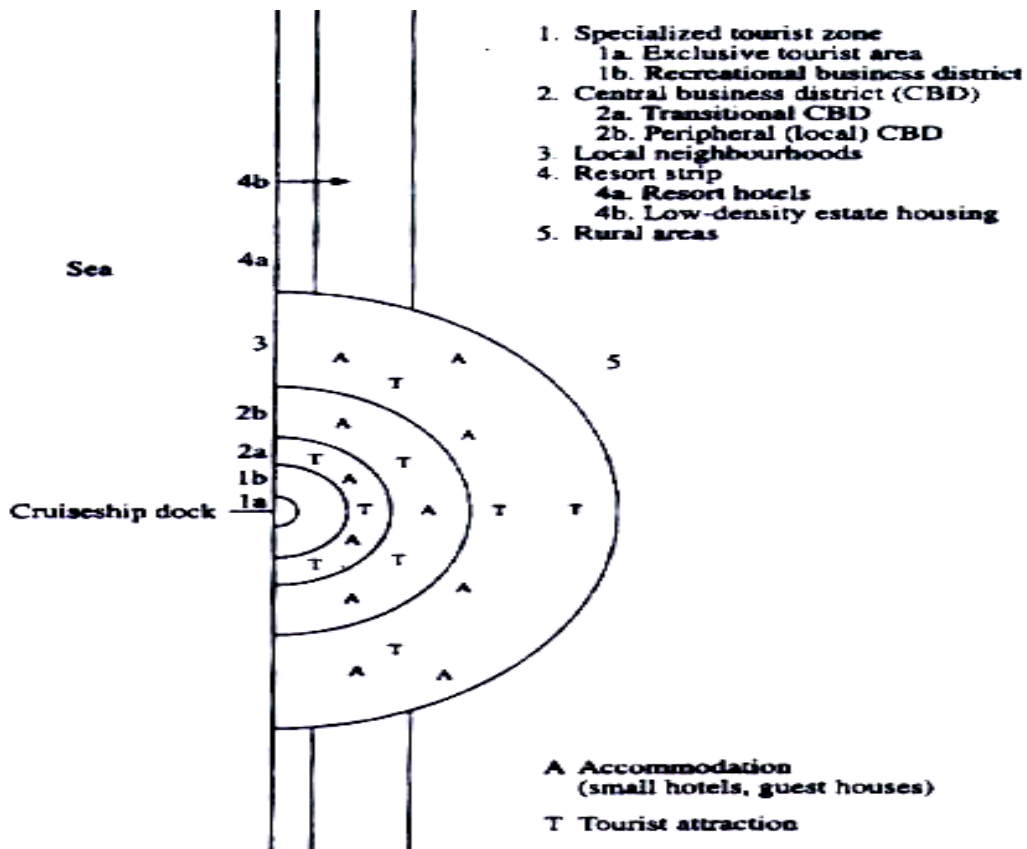 1. Specialized tourist zone
1a. Exclusive tourist area
1b. Recreational business district
2. Central business district (CBD)
2a. Transitional CBD
2b. Peripheral (local) CBD
3. Local neighbourhoods
4. Resort strip
4a. Resort hotels
4b. Low-density estate housing
5. Rural areas
4b
4a
Sea
3
A
A
5
T
2b
A
A
2a
T
T
1b
A
1a
Cruiseship dock
T
A
T
T
A
T
T
A
A
T
A
A
A Accommodation
(small hotels, guest houses)
T Tourist attraction